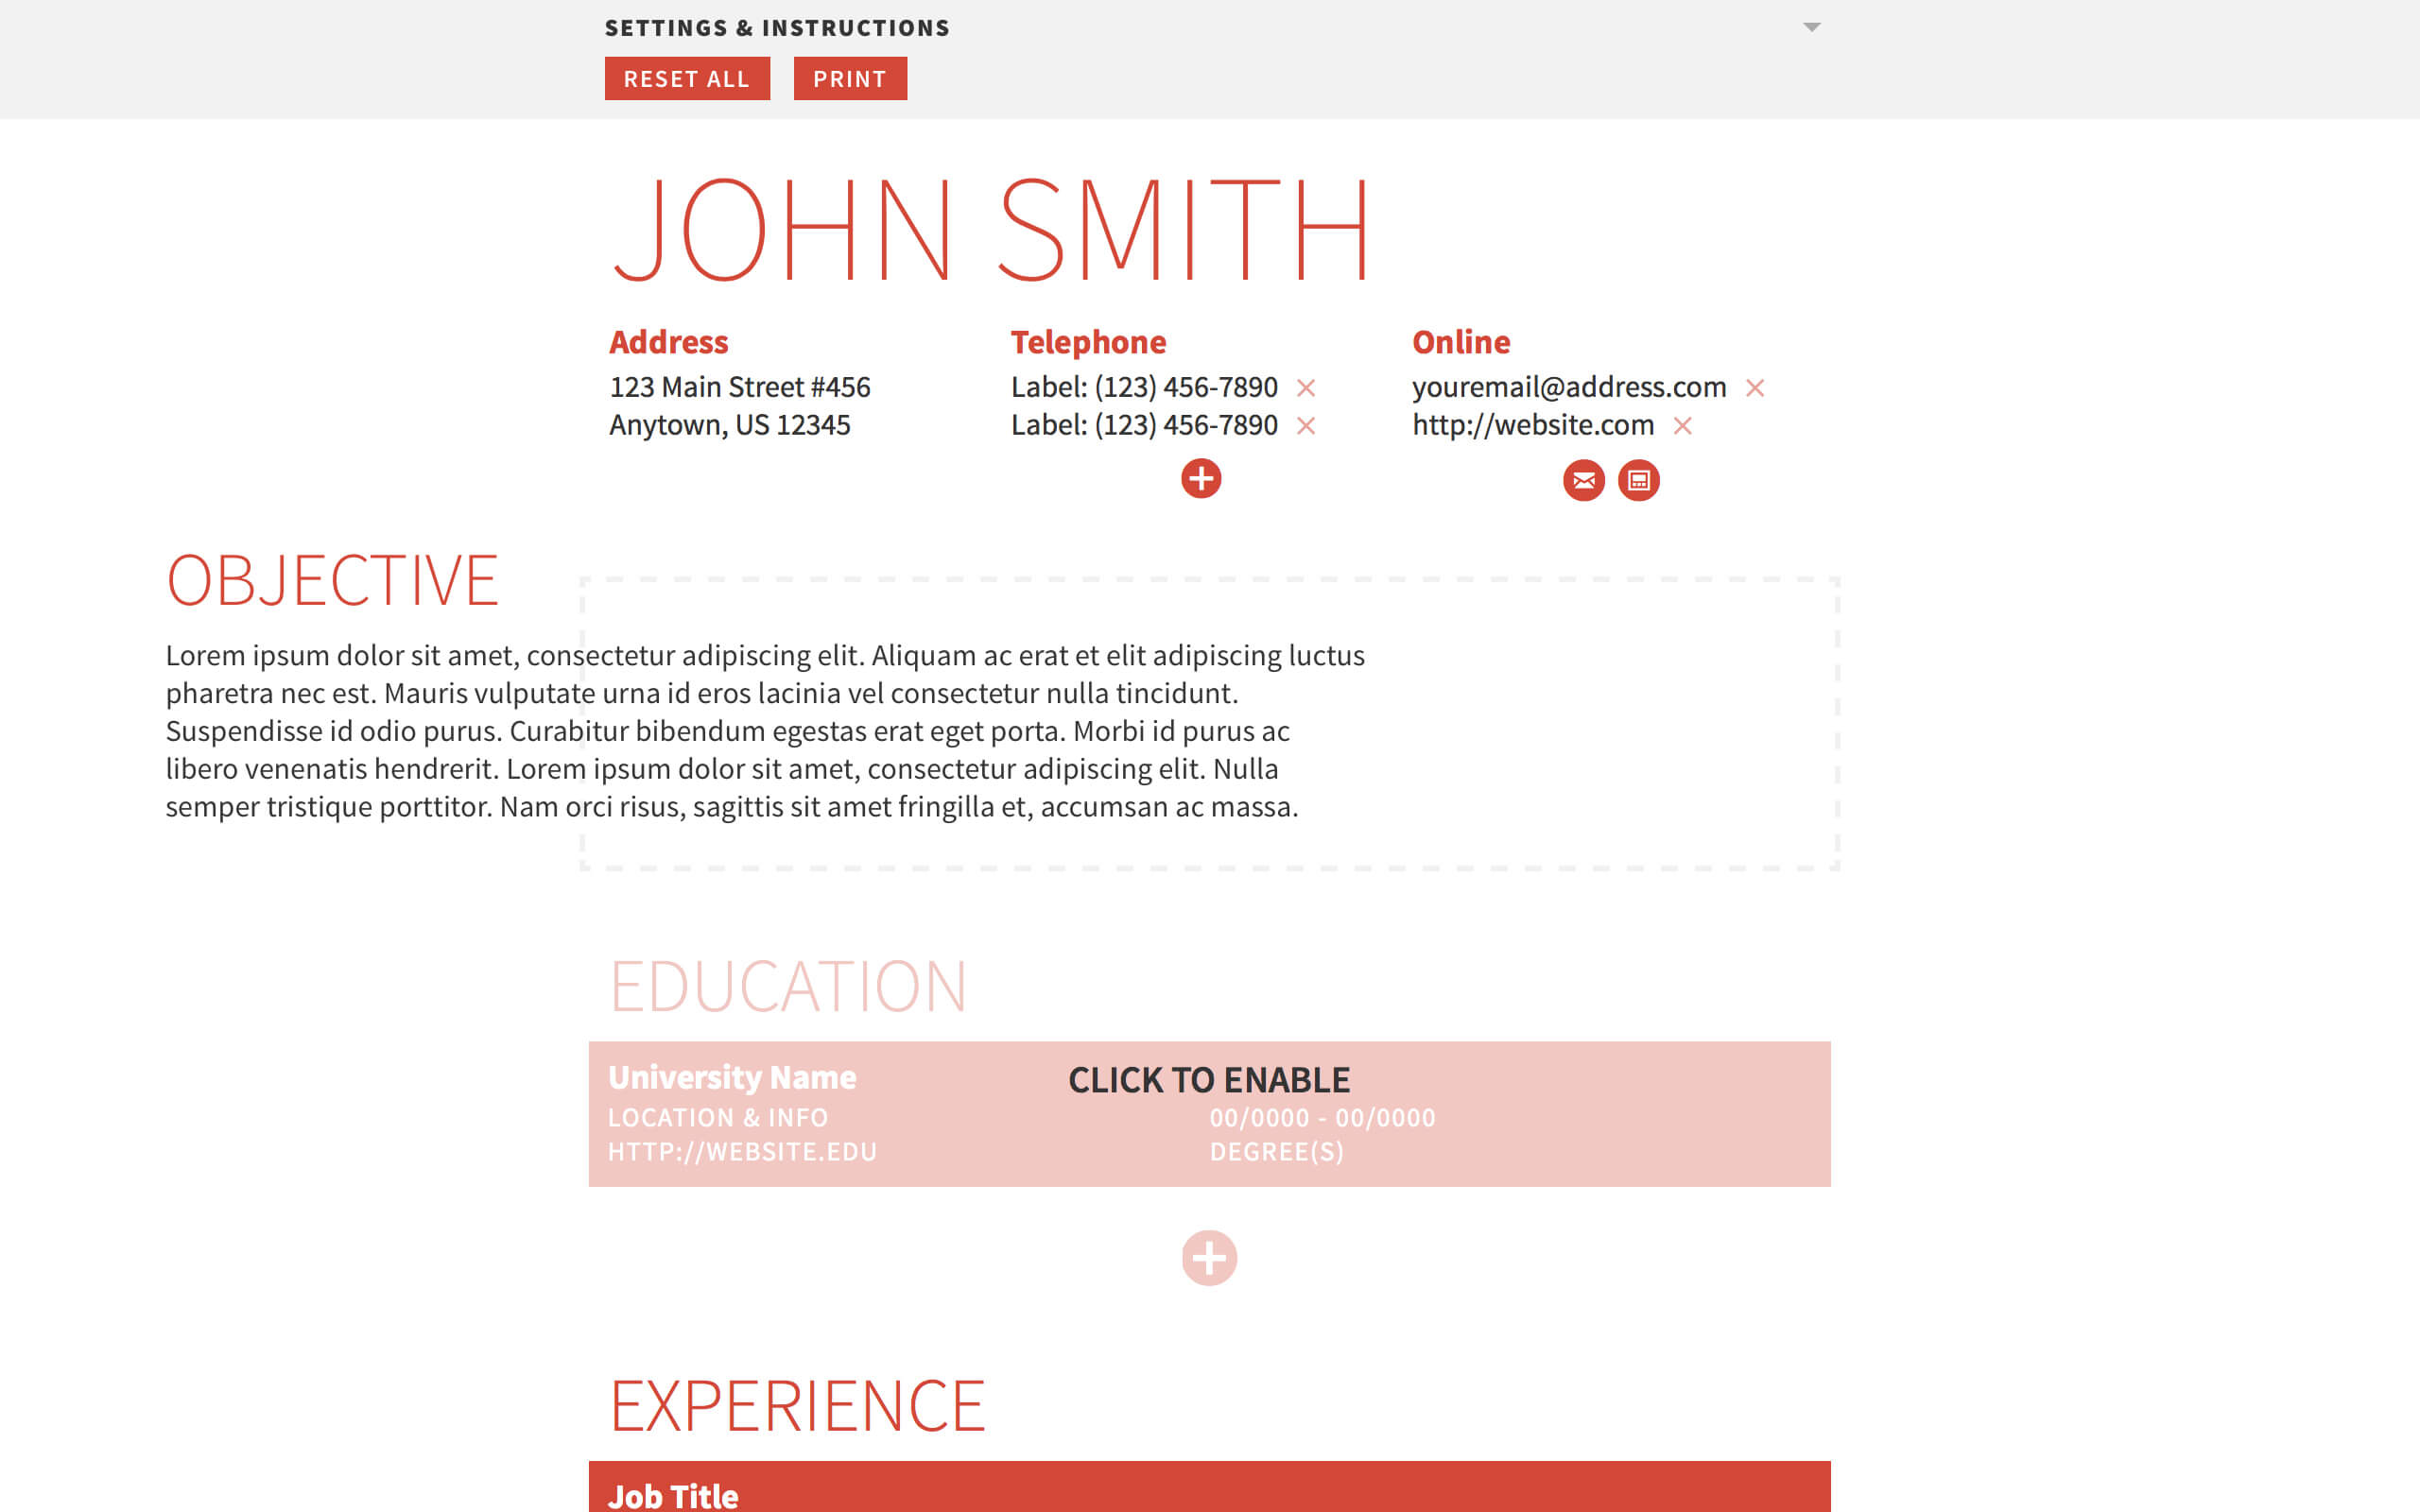 SETTINGS & INSTRUCTIONS
RESET ALL PRINT
JOHN SMITH
Address
123 Main Street #456
Anytown, US 12345
Telephone
Label: (123) 456-7890
Label: (123) 456-7890
Online
youremail@address.com
http://website.com
OBJECTIVE
Lorem ipsum dolor sit amet, consectetur adipiscing elit. Aliquam ac erat et elit adipiscing luctus
pharetra nec est. Mauris vulputate urna id eros lacinia vel consectetur nulla tincidunt.
Suspendisse id odio purus. Curabitur bibendum egestas erat eget porta. Morbi id purus ac
libero venenatis hendrerit. Lorem ipsum dolor sit amet, consectetur adipiscing elit. Nulla
semper tristique porttitor. Nam orci risus, sagittis sit amet fringilla et, accumsan ac massa.
EDUCATION
University Name
CLICK TO ENABLE
LOCATION & INFO
00/0000 - 00/0000
HTTP://WEBSITE.EDU
DEGREE(S)
EXPERIENCE
Job Title